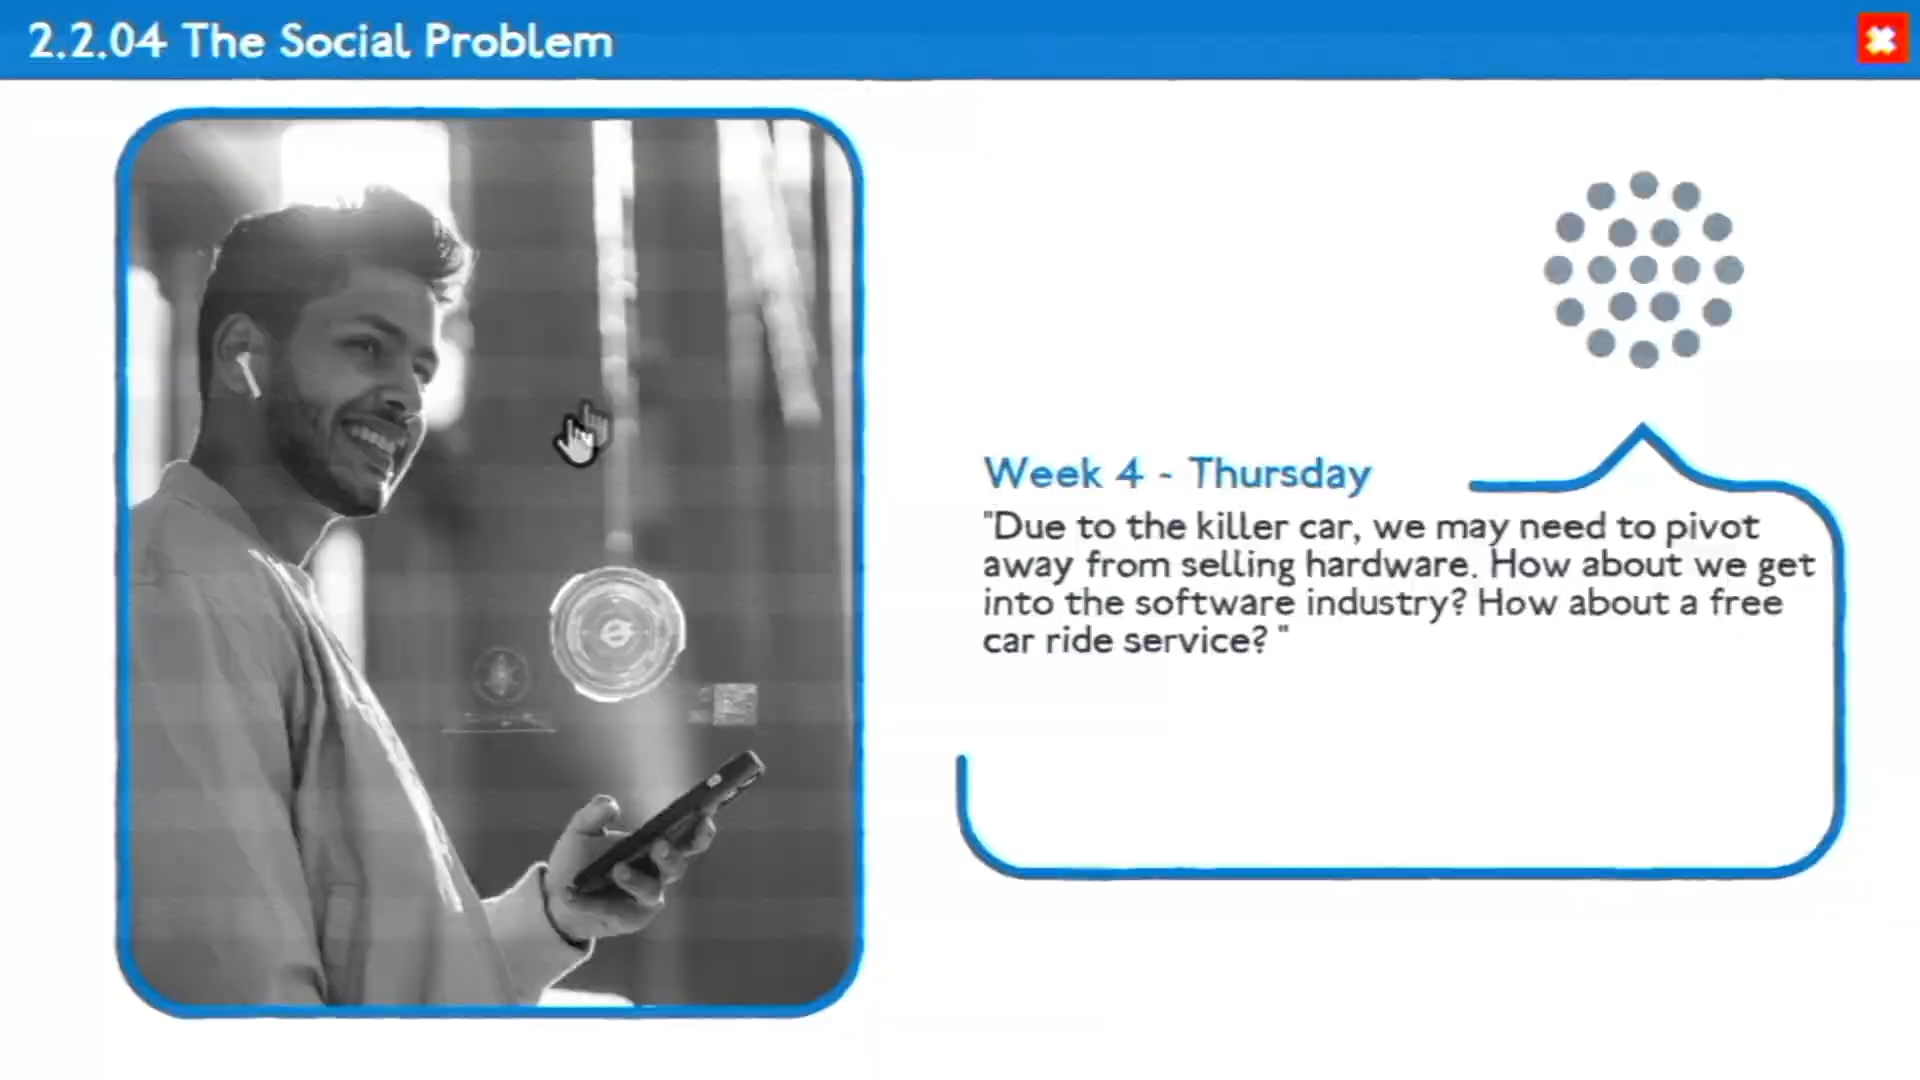 2.2.04 The Social Problem
Week 4 - Thursday
"Due to the killer car, we may need to pivot
away from selling hardware. How about we get
into the software industry? How about a free
car ride service? "